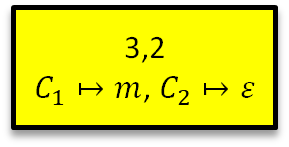 3,2
𝐶₁ ↦ 𝑚, 𝐶₂ ↦ 𝜀